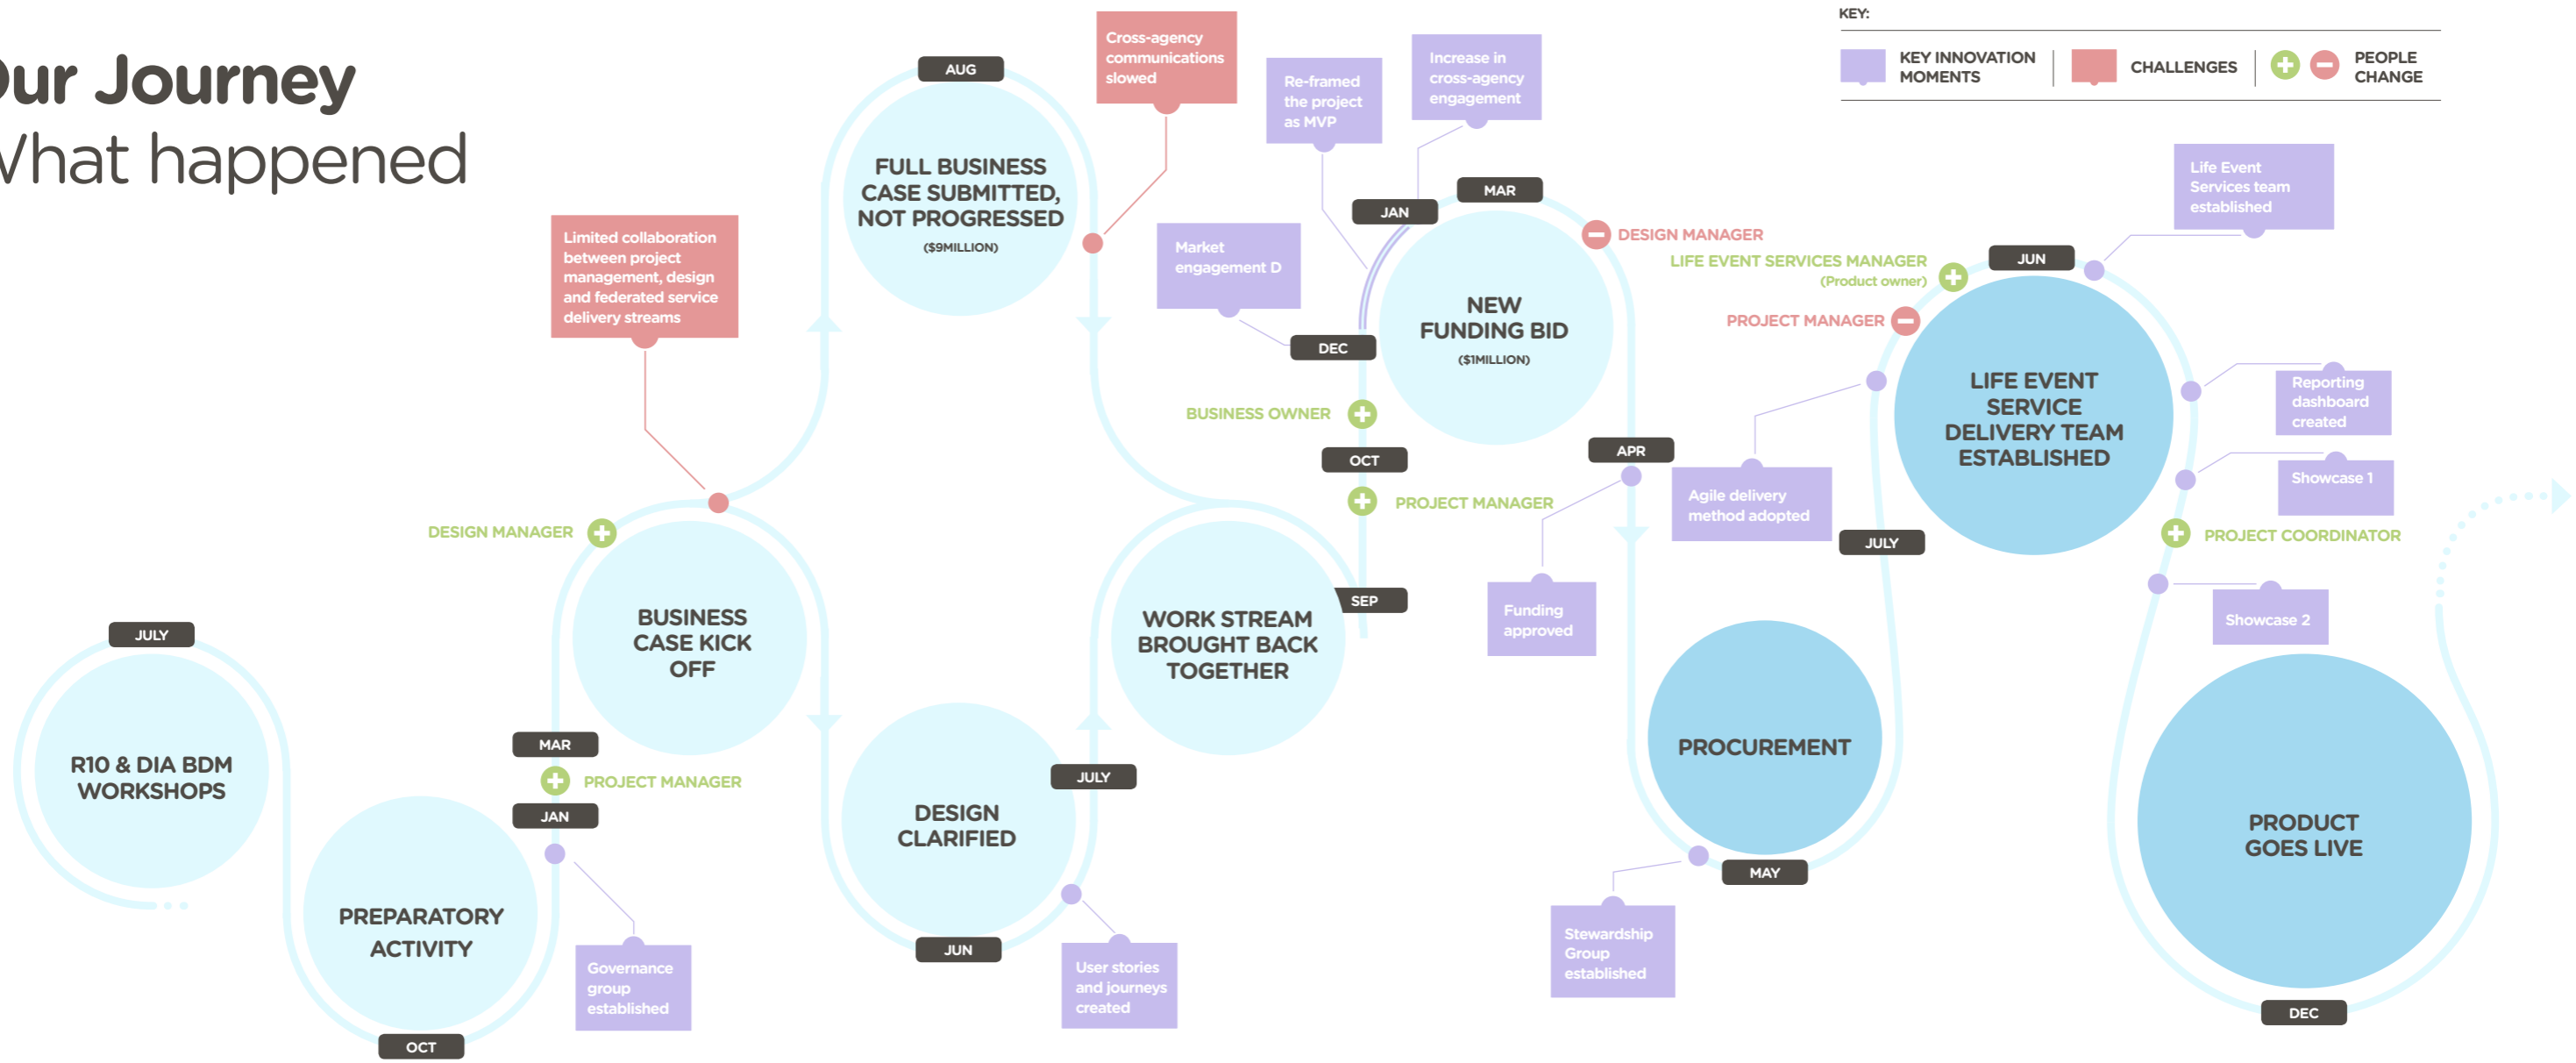 ur Journey
hat happened
KEY:
KEY INNOVATION
MOMENTS
CHALLENGES
PEOPLE
CHANGE
JULY
R10 & DIA BDM
WORKSHOPS
PREPARATORY
ACTIVITY
OCT
Governance
group
established
JAN
PROJECT MANAGER
MAR
DESIGN MANAGER
BUSINESS
CASE KICK
OFF
Limited collaboration
between project
management, design
and federated service
delivery streams
AUG
FULL BUSINESS
CASE SUBMITTED,
NOT PROGRESSED
($9MILLION)
Cross-agency
communications
slowed
DESIGN
CLARIFIED
JUN
User stories
and journeys
created
JULY
WORK STREAM
BROUGHT BACK
TOGETHER
SEP
PROJECT MANAGER
OCT
BUSINESS OWNER
DEC
Market
engagement D
Re-framed
the project
as MVP
Increase in
cross-agency
engagement
JAN
MAR
NEW
FUNDING BID
($1MILLION)
DESIGN MANAGER
APR
Funding
approved
PROCUREMENT
Stewardship
Group
established
MAY
JULY
Agile delivery
method adopted
PROJECT MANAGER
LIFE EVENT SERVICES MANAGER
(Product owner)
JUN
Life Event
Services team
established
LIFE EVENT
SERVICE
DELIVERY TEAM
ESTABLISHED
Reporting
dashboard
created
Showcase 1
PROJECT COORDINATOR
Showcase 2
PRODUCT
GOES LIVE
DEC